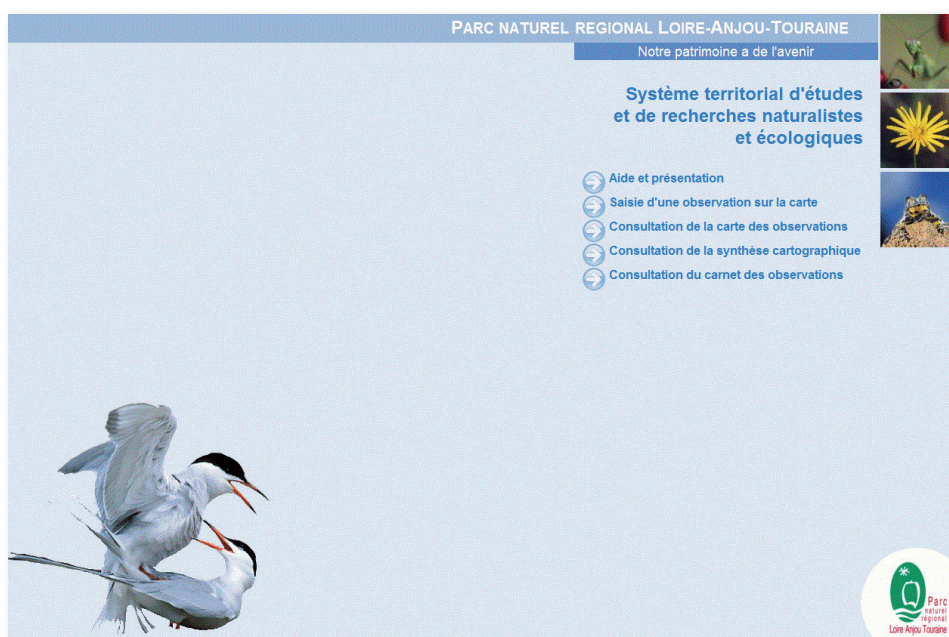 PARC NATUREL REGIONAL LOIRE-ANJOU-TOURAINE
Notre patrimoine a de l'avenir
Système territorial d'études
et de recherches naturalistes
et écologiques
Aide et présentation
Saisie d'une observation sur la carte
Consultation de la carte des observations
Consultation de la synthèse cartographique
Consultation du carnet des observations
Parc
naturel
régional
Loire Anjou Touraine